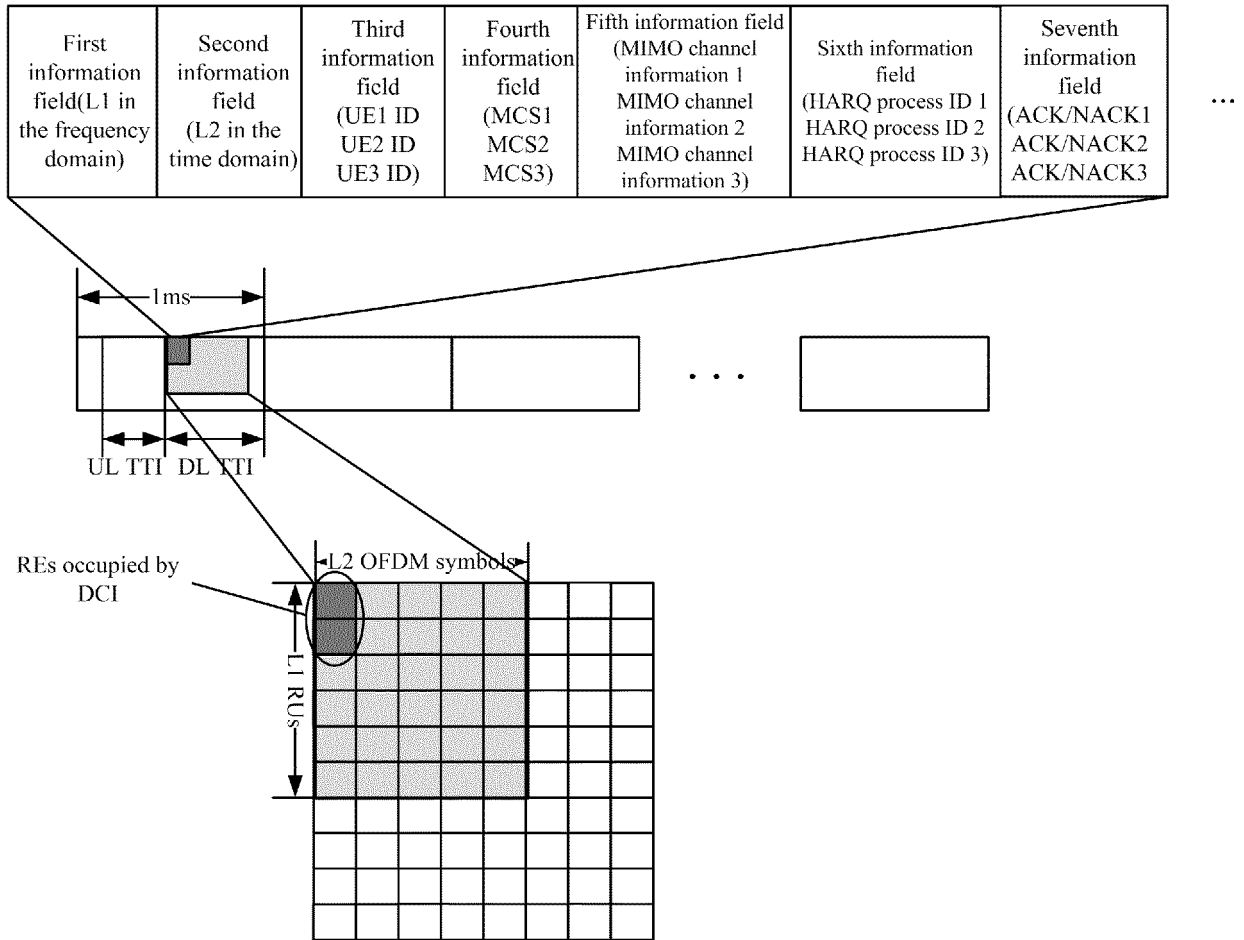 First
information
field(L1 in
the frequency
domain)
Second
information
field
(L2 in the
time domain)
Third
information
field
(UE1 ID
UE2 ID
UE3 ID)
Fourth
information
field
(MCS1
MCS2
MCS3)
Fifth information field
(MIMO channel
information 1
MIMO channel
information 2
MIMO channel
information 3)
Sixth information
field
(HARQ process ID 1
HARQ process ID 2
HARQ process ID 3)
Seventh
information
field
(ACK/NACK1
ACK/NACK2
ACK/NACK3
...
1ms
. . .
UL TTI
DL TTI
REs occupied by
DCI
L2 OFDM symbols
L1 RUs